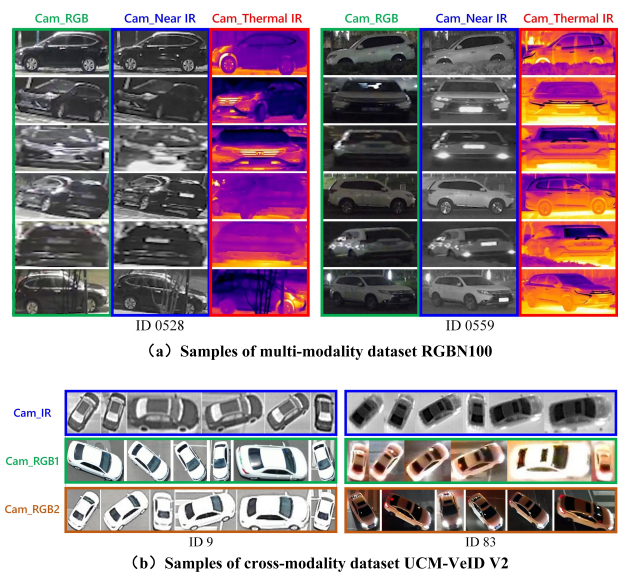 Cam_RGB Cam_Near IR Cam_Thermal IR Cam_RGB Cam_Near IR Cam_Thermal IR
ID 0528 ID 0559
（a）Samples of multi-modality dataset RGBN100
Cam_IR
Cam_RGB1
Cam_RGB2
ID 9 ID 83
（b）Samples of cross-modality dataset UCM-VeID V2